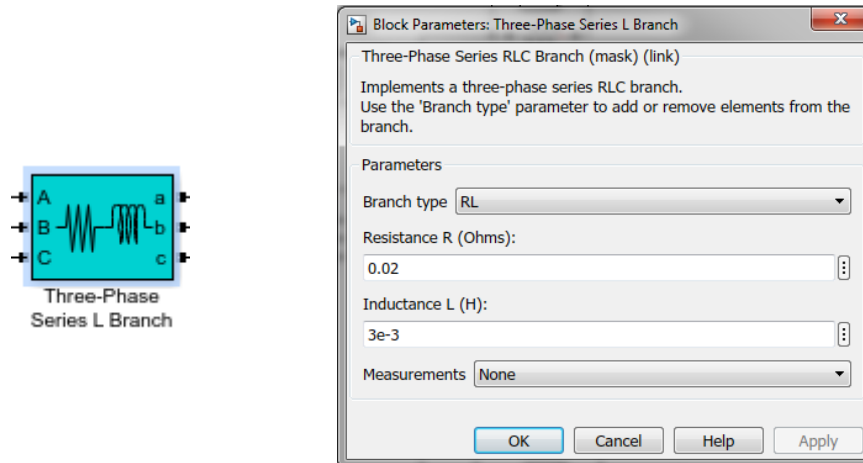 A a
B b
C c
Three-Phase
Series L Branch
Block Parameters: Three-Phase Series L Branch
Three-Phase Series RLC Branch (mask) (link)
Implements a three-phase series RLC branch.
Use the 'Branch type' parameter to add or remove elements from the
branch.
Parameters
Branch type RL
Resistance R (Ohms):
0.02
Inductance L (H):
3e-3
Measurements None
OK Cancel Help Apply